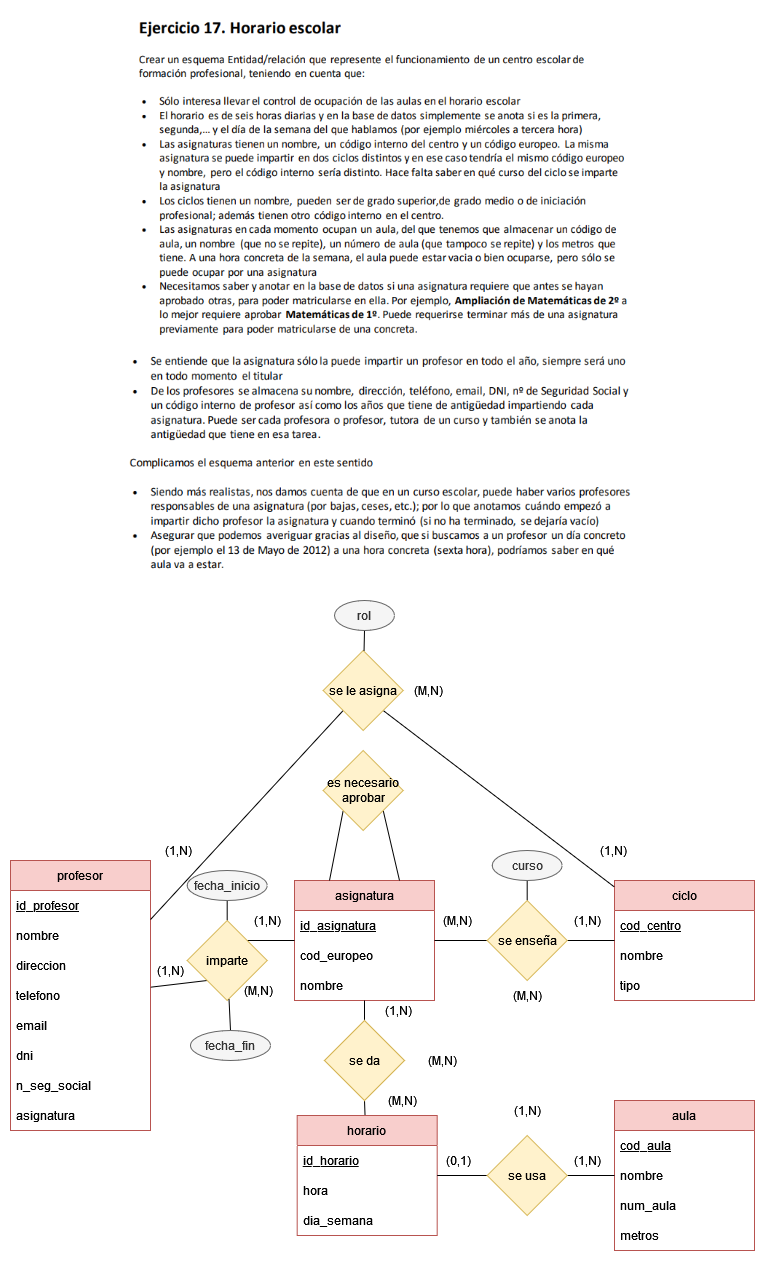 Ejercicio 17. Horario escolar
Crear un esquema Entidad/relación que represente el funcionamiento de un centro escolar de
formación profesional, teniendo en cuenta que:
• Sólo interesa llevar el control de ocupación de las aulas en el horario escolar
• El horario es de seis horas diarias y en la base de datos simplemente se anota si es la primera,
segunda,... y el día de la semana del que hablamos (por ejemplo miércoles a tercera hora)
• Las asignaturas tienen un nombre, un código interno del centro y un código europeo. La misma
asignatura se puede impartir en dos ciclos distintos y en ese caso tendría el mismo código europeo
y nombre, pero el código interno sería distinto. Hace falta saber en qué curso del ciclo se imparte
la asignatura
• Los ciclos tienen un nombre, pueden ser de grado superior,de grado medio o de iniciación
profesional; además tienen otro código interno en el centro.
• Las asignaturas en cada momento ocupan un aula, del que tenemos que almacenar un código de
aula, un nombre (que no se repite), un número de aula (que tampoco se repite) y los metros que
tiene. A una hora concreta de la semana, el aula puede estar vacia o bien ocuparse, pero sólo se
puede ocupar por una asignatura
• Necesitamos saber y anotar en la base de datos si una asignatura requiere que antes se hayan
aprobado otras, para poder matricularse en ella. Por ejemplo, Ampliación de Matemáticas de 2º a
lo mejor requiere aprobar Matemáticas de 1º. Puede requerirse terminar más de una asignatura
previamente para poder matricularse de una concreta.
• Se entiende que la asignatura sólo la puede impartir un profesor en todo el año, siempre será uno
en todo momento el titular
• De los profesores se almacena su nombre, dirección, teléfono, email, DNI, nº de Seguridad Social y
un código interno de profesor así como los años que tiene de antigüedad impartiendo cada
asignatura. Puede ser cada profesora o profesor, tutora de un curso y también se anota la
antigüedad que tiene en esa tarea.
Complicamos el esquema anterior en este sentido
• Siendo más realistas, nos damos cuenta de que en un curso escolar, puede haber varios profesores
responsables de una asignatura (por bajas, ceses, etc.); por lo que anotamos cuándo empezó a
impartir dicho profesor la asignatura y cuando terminó (si no ha terminado, se dejaría vacío)
• Asegurar que podemos averiguar gracias al diseño, que si buscamos a un profesor un día concreto
(por ejemplo el 13 de Mayo de 2012) a una hora concreta (sexta hora), podríamos saber en qué
aula va a estar.
rol
se le asigna (M,N)
es necesario
aprobar
(1,N) (1,N)
profesor
id_profesor
nombre
direccion
telefono
email
dni
n_seg_social
asignatura
fecha_inicio
(1,N)
imparte
(1,N)
(M,N)
fecha_fin
asignatura
id_asignatura
cod_europeo
nombre
curso
(M,N)
se enseña
(1,N)
(M,N)
ciclo
cod_centro
nombre
tipo
(1,N)
se da
(M,N)
(M,N)
horario
id_horario
hora
dia_semana
(1,N)
(0,1)
se usa
(1,N)
aula
cod_aula
nombre
num_aula
metros